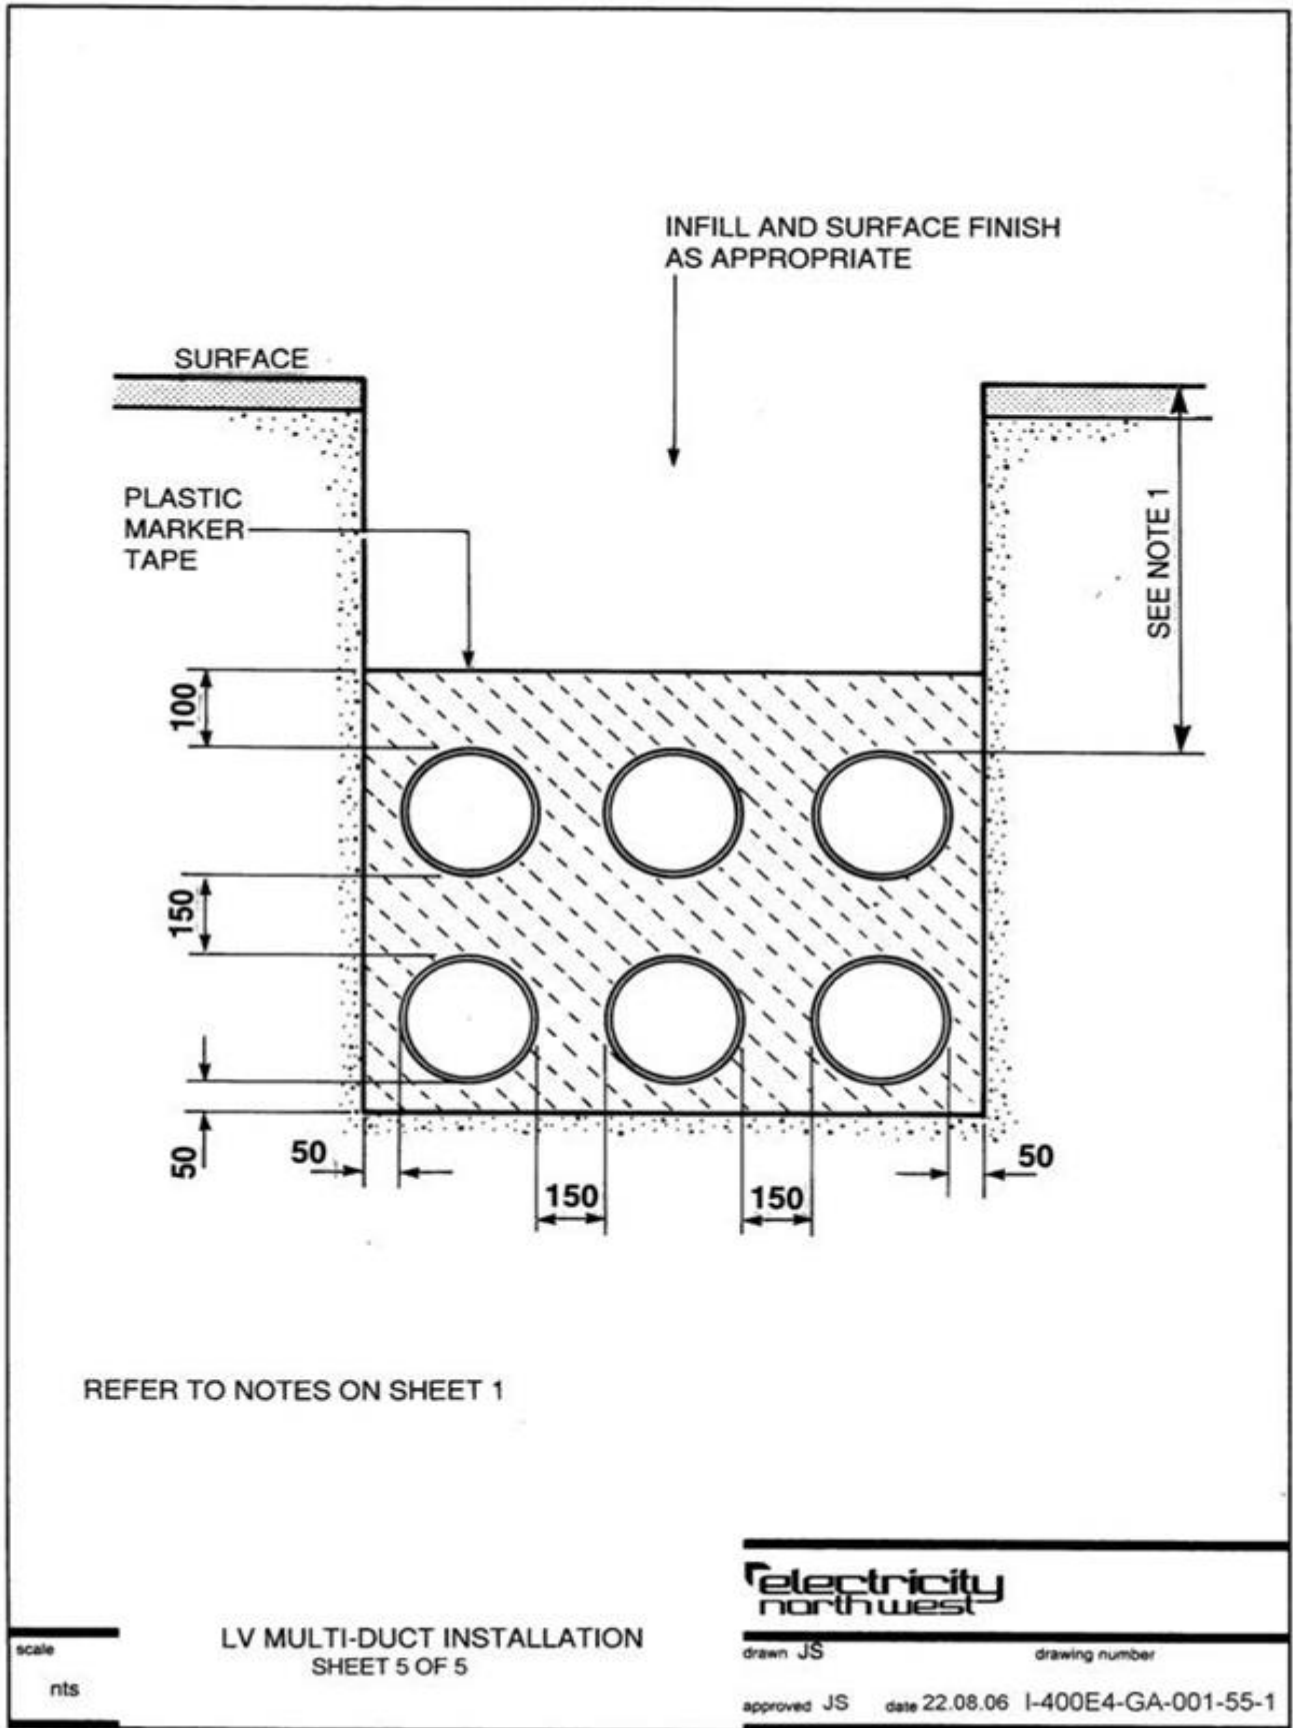 INFILL AND SURFACE FINISH
AS APPROPRIATE
SURFACE
PLASTIC
MARKER
TAPE
SEE NOTE 1
100
150
50
50
150
150
50
REFER TO NOTES ON SHEET 1
electricity
northwest
scale
nts
LV MULTI-DUCT INSTALLATION
SHEET 5 OF 5
drawn JS
drawing number
approved JS date 22.08.06 I-400E4-GA-001-55-1